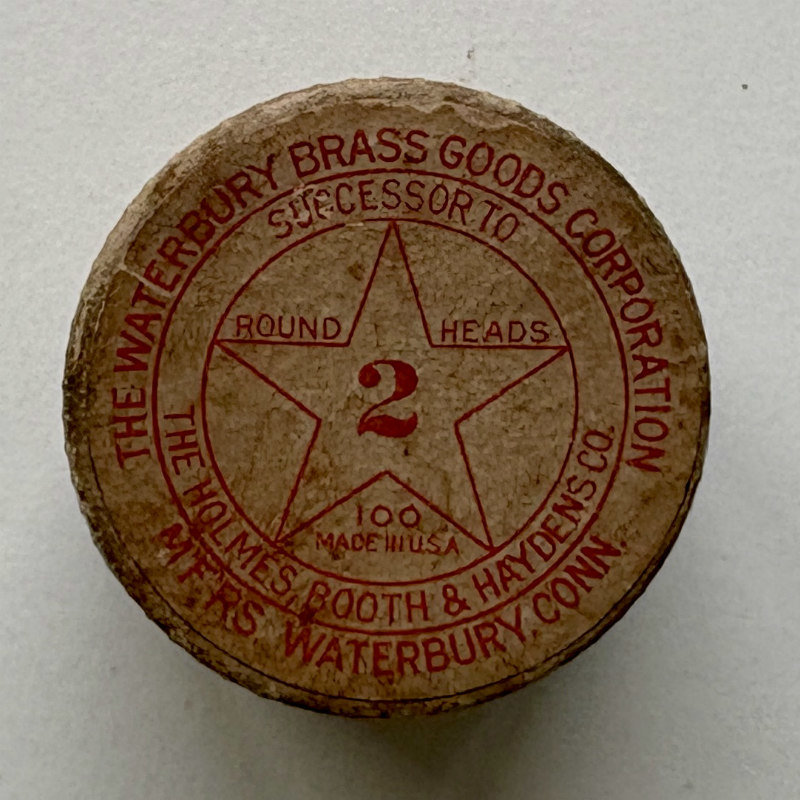 THE WATERBURY BRASS GOODS CORPORATION
SUCCESSOR TO
THE HOLMES, BOOTH & HAYDENS CO.
ROUND HEADS
2
100
MADE IN U.S.A
M'F'RS WATERBURY, CONN.